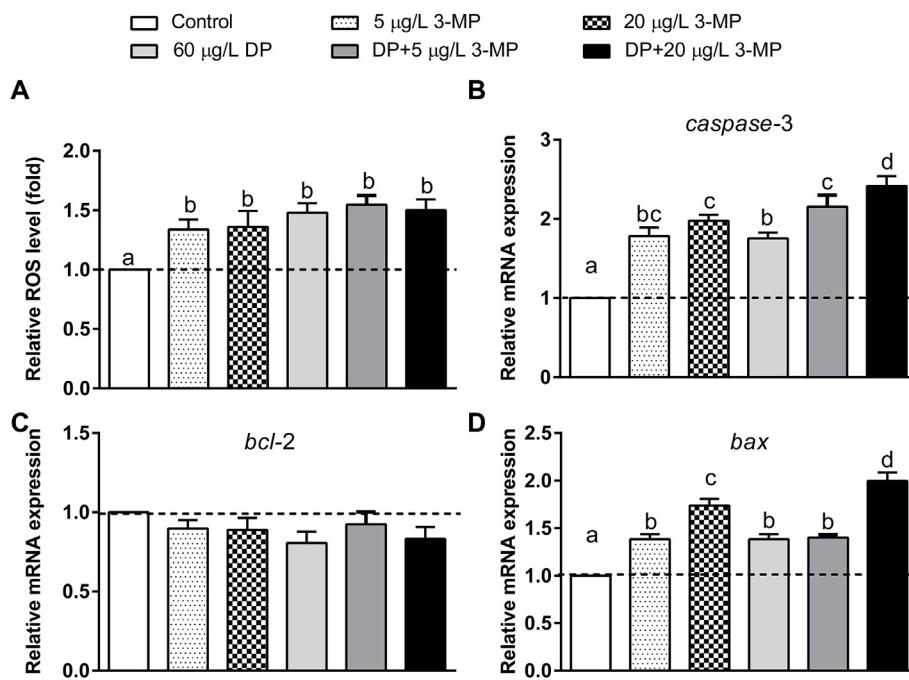 Control 5 μg/L 3-MP 20 μg/L 3-MP
60 μg/L DP DP+5 μg/L 3-MP DP+20 μg/L 3-MP
A
Relative ROS level (fold)
2.0
1.5
1.0
0.5
0.0
a b b b b b
B
caspase-3
Relative mRNA expression
3
2
1
0
a bc c b c d
C
bcl-2
Relative mRNA expression
1.5
1.0
0.5
0.0
D
bax
Relative mRNA expression
2.5
2.0
1.5
1.0
0.5
0.0
a b c b b d